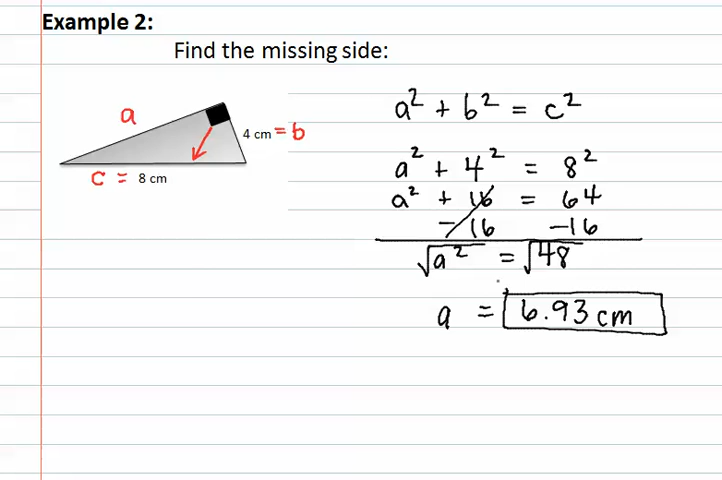 Example 2:
Find the missing side:
a
4 cm = b
c = 8 cm
a² + b² = c²
a² + 4² = 8²
a² + 16 = 64
-16 -16
√a² = √48
a = 6.93 cm